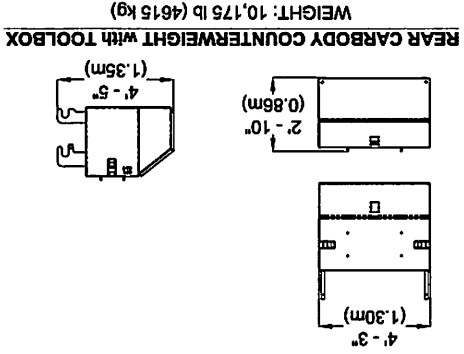 4' - 3"
(1.30m)
2' - 10"
(0.86m)
4' - 5"
(1.35m)
REAR CARBODY COUNTERWEIGHT with TOOLBOX
WEIGHT: 10,175 lb (4615 kg)